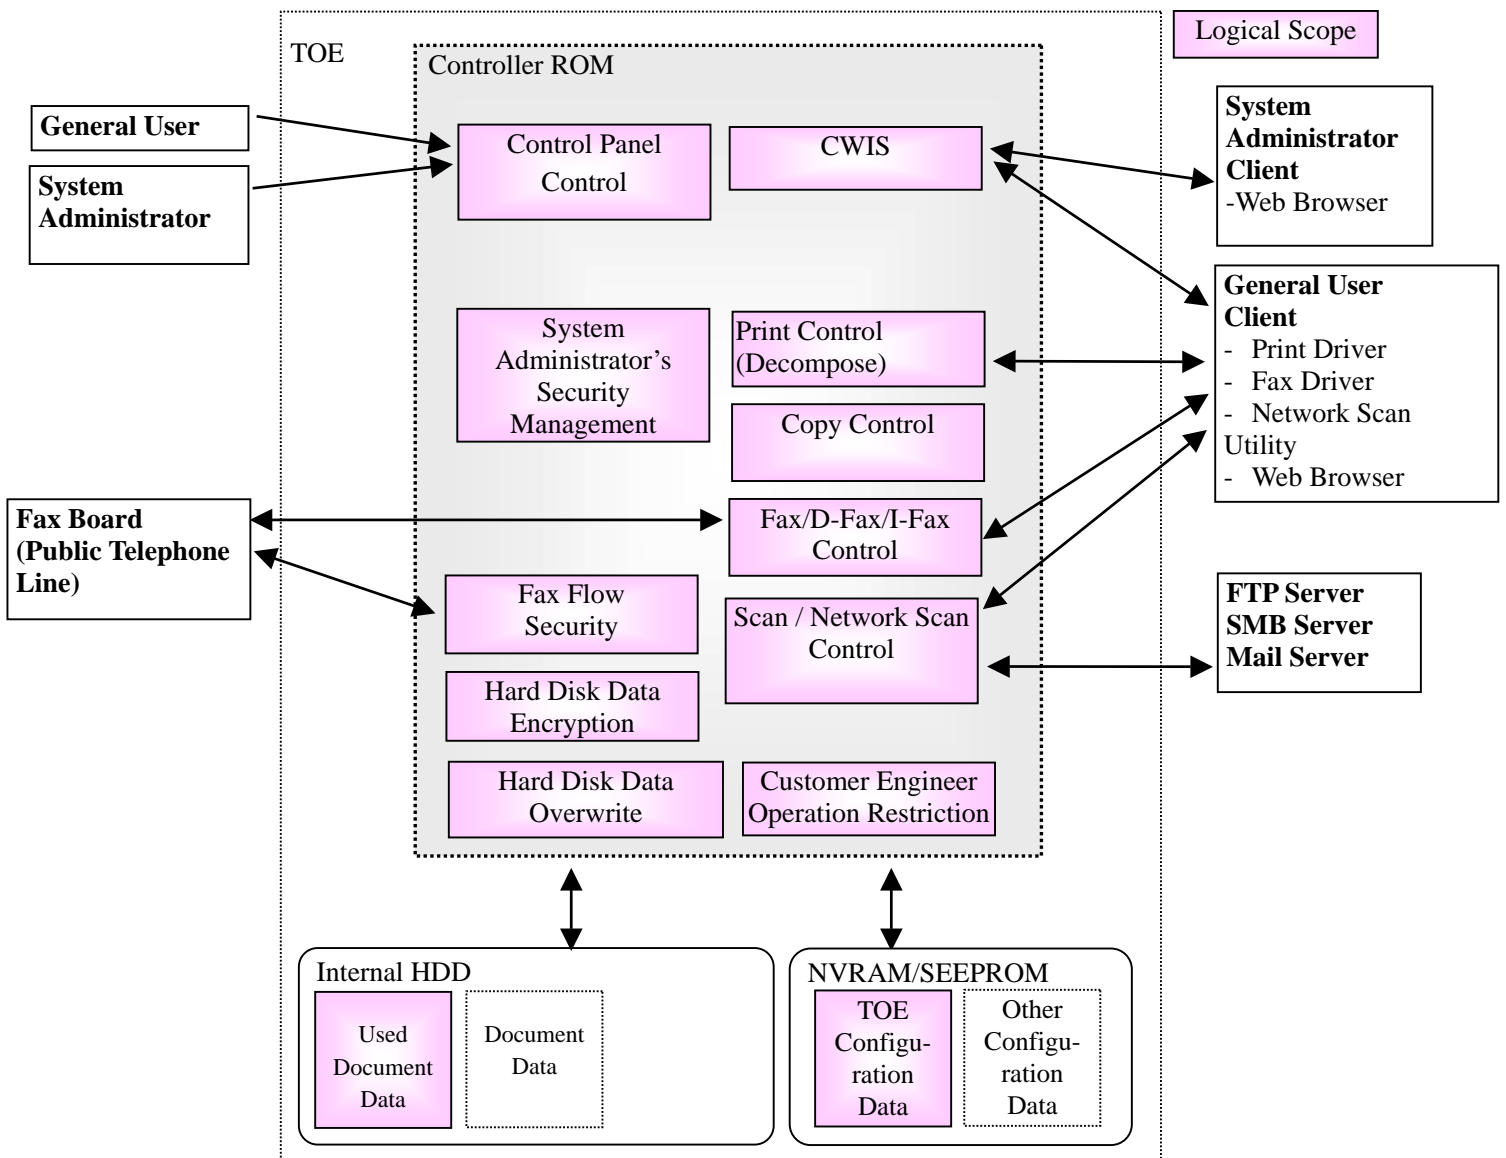 Logical Scope
TOE
Controller ROM
General User
System
Administrator
Control Panel
Control
CWIS
System
Administrator
Client
-Web Browser
System
Administrator’s
Security
Management
Print Control
(Decompose)
Copy Control
General User
Client
- Print Driver
- Fax Driver
- Network Scan
Utility
- Web Browser
Fax Board
(Public Telephone
Line)
Fax/D-Fax/I-Fax
Control
Fax Flow
Security
Scan / Network Scan
Control
FTP Server
SMB Server
Mail Server
Hard Disk Data
Encryption
Hard Disk Data
Overwrite
Customer Engineer
Operation Restriction
Internal HDD
Used
Document
Data
Document
Data
NVRAM/SEEPROM
TOE
Configu-
ration
Data
Other
Configu-
ration
Data